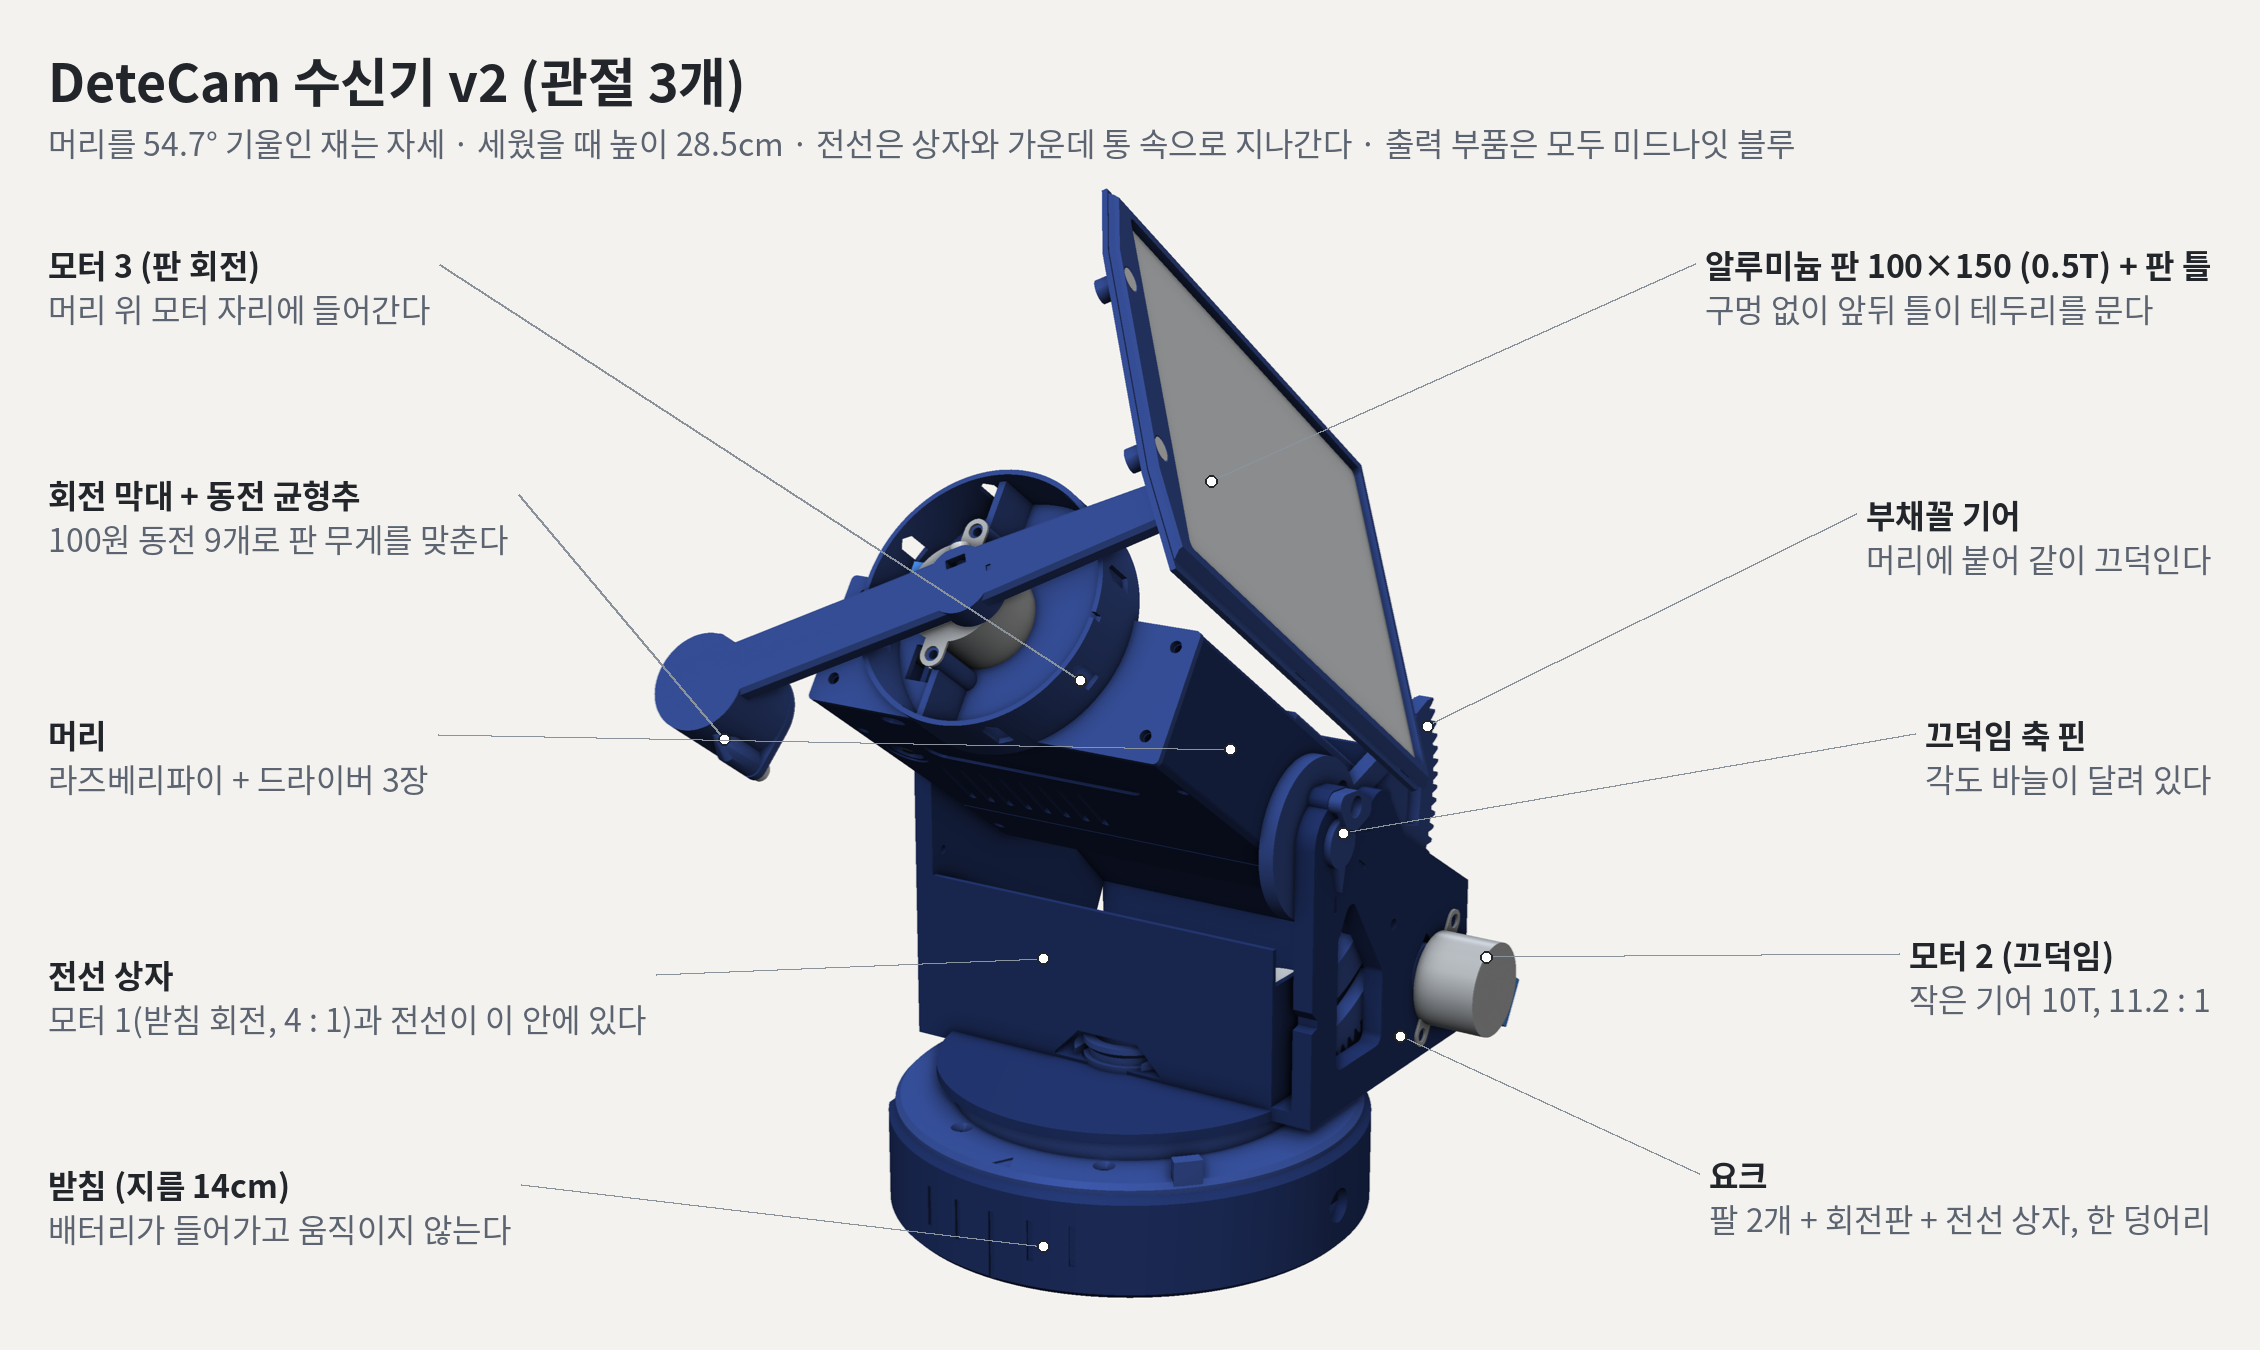 DeteCam 수신기 v2 (관절 3개)
머리를 54.7° 기울인 재는 자세 · 세웠을 때 높이 28.5cm · 전선은 상자와 가운데 통 속으로 지나간다 · 출력 부품은 모두 미드나잇 블루
모터 3 (판 회전)
머리 위 모터 자리에 들어간다
회전 막대 + 동전 균형추
100원 동전 9개로 판 무게를 맞춘다
머리
라즈베리파이 + 드라이버 3장
전선 상자
모터 1(받침 회전, 4 : 1)과 전선이 이 안에 있다
받침 (지름 14cm)
배터리가 들어가고 움직이지 않는다
알루미늄 판 100×150 (0.5T) + 판 틀
구멍 없이 앞뒤 틀이 테두리를 문다
부채꼴 기어
머리에 붙어 같이 끄덕인다
끄덕임 축 핀
각도 바늘이 달려 있다
모터 2 (끄덕임)
작은 기어 10T, 11.2 : 1
요크
팔 2개 + 회전판 + 전선 상자, 한 덩어리